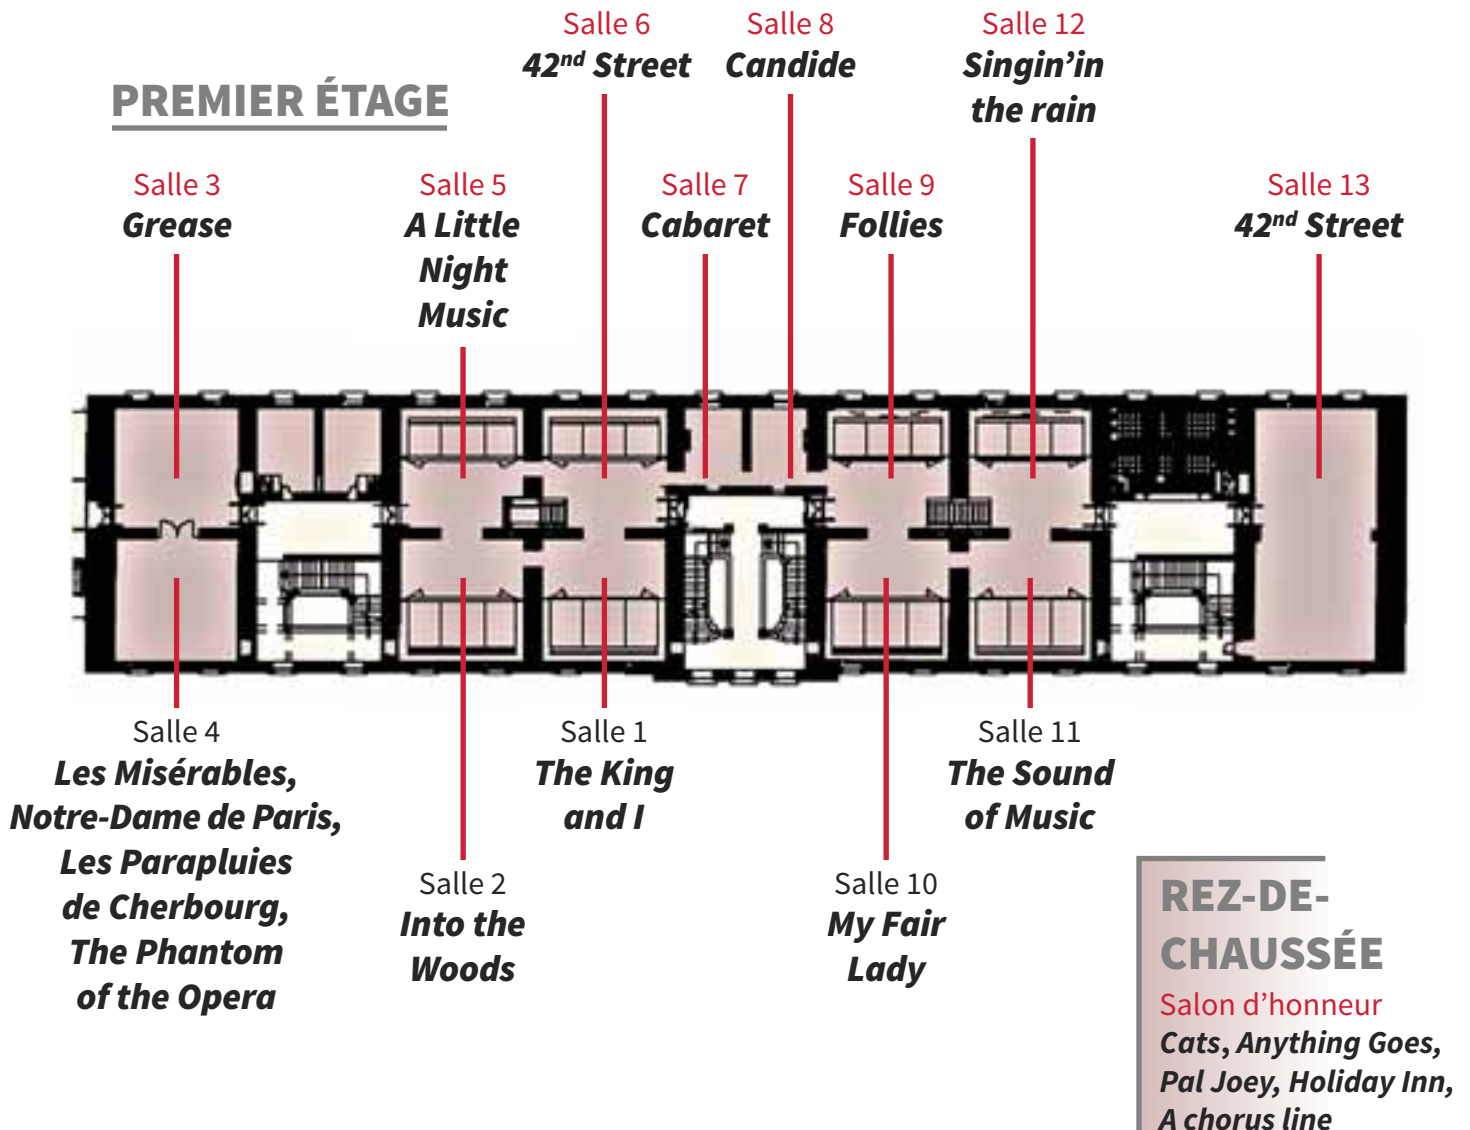 PREMIER ÉTAGE
Salle 6
42nd Street
Salle 8
Candide
Salle 12
Singin’in
the rain
Salle 3
Grease
Salle 5
A Little
Night
Music
Salle 7
Cabaret
Salle 9
Follies
Salle 13
42nd Street
Salle 4
Les Misérables,
Notre-Dame de Paris,
Les Parapluies
de Cherbourg,
The Phantom
of the Opera
Salle 2
Into the
Woods
Salle 1
The King
and I
Salle 10
My Fair
Lady
Salle 11
The Sound
of Music
REZ-DE-
CHAUSSÉE
Salon d’honneur
Cats, Anything Goes,
Pal Joey, Holiday Inn,
A chorus line